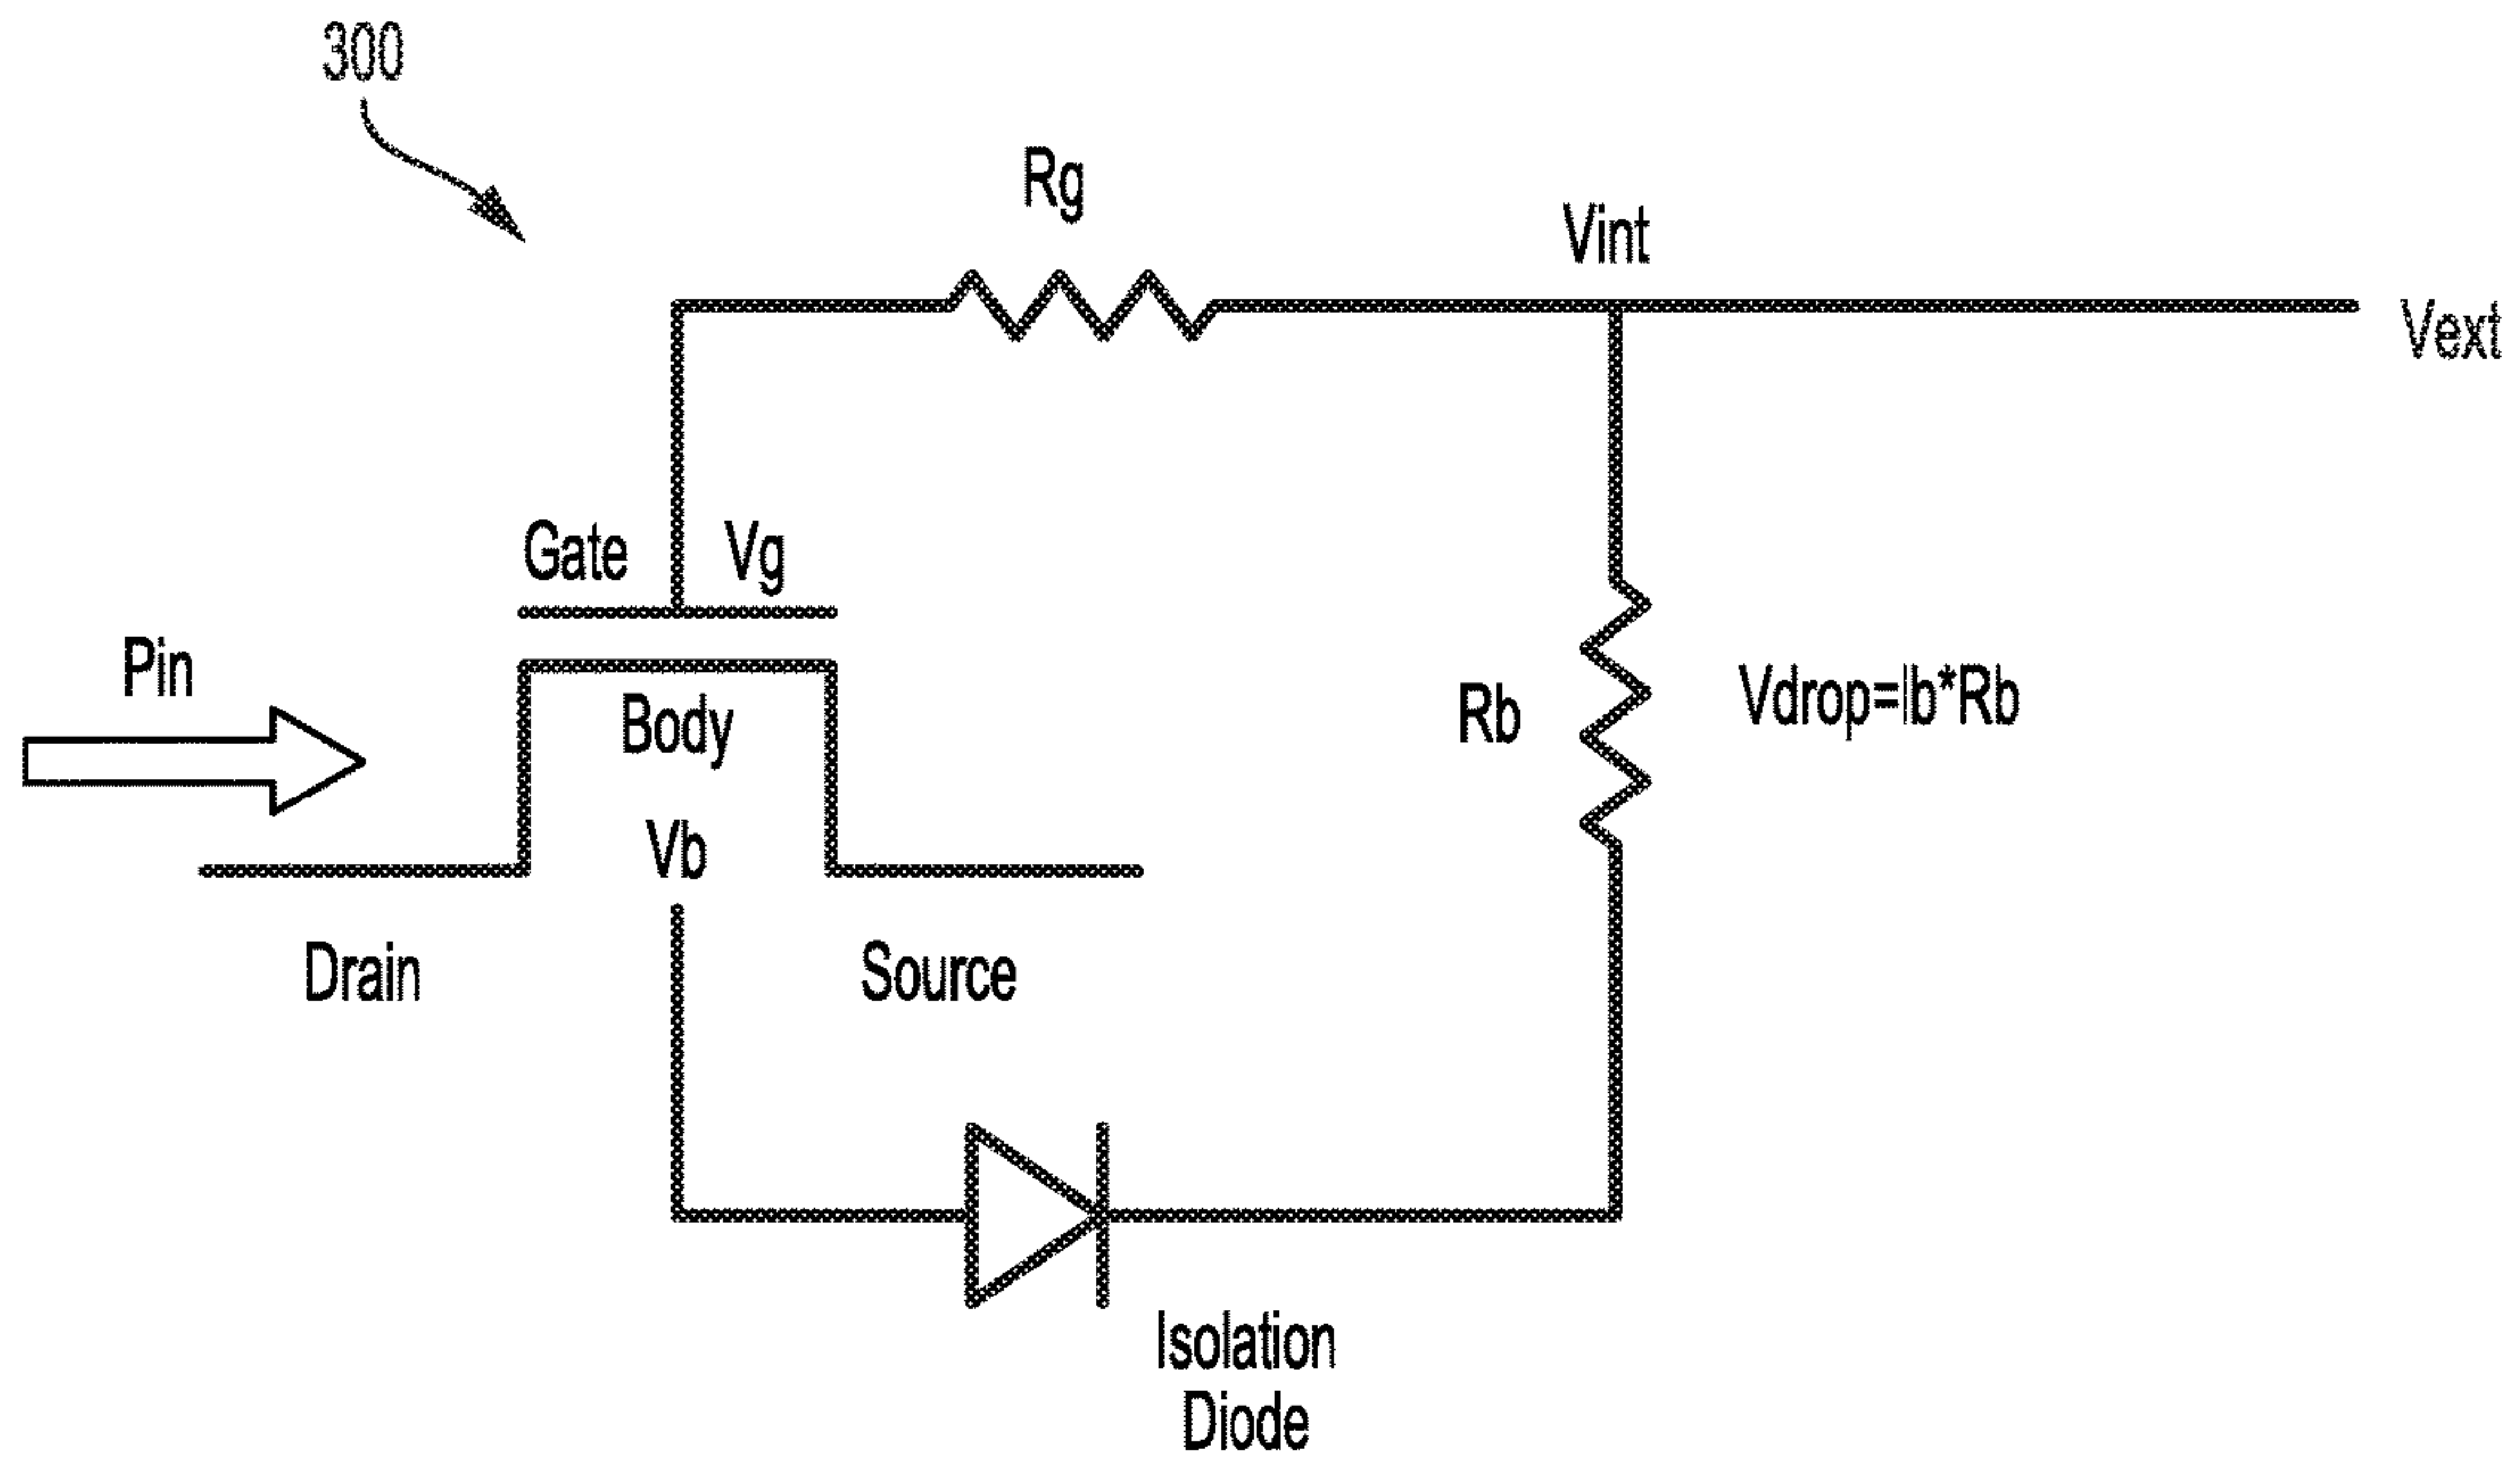 300
Rg
Vint
Vext
Gate
Vg
Pin
Body
Rb
Vdrop=Ib*Rb
Vb
Drain
Source
Isolation
Diode